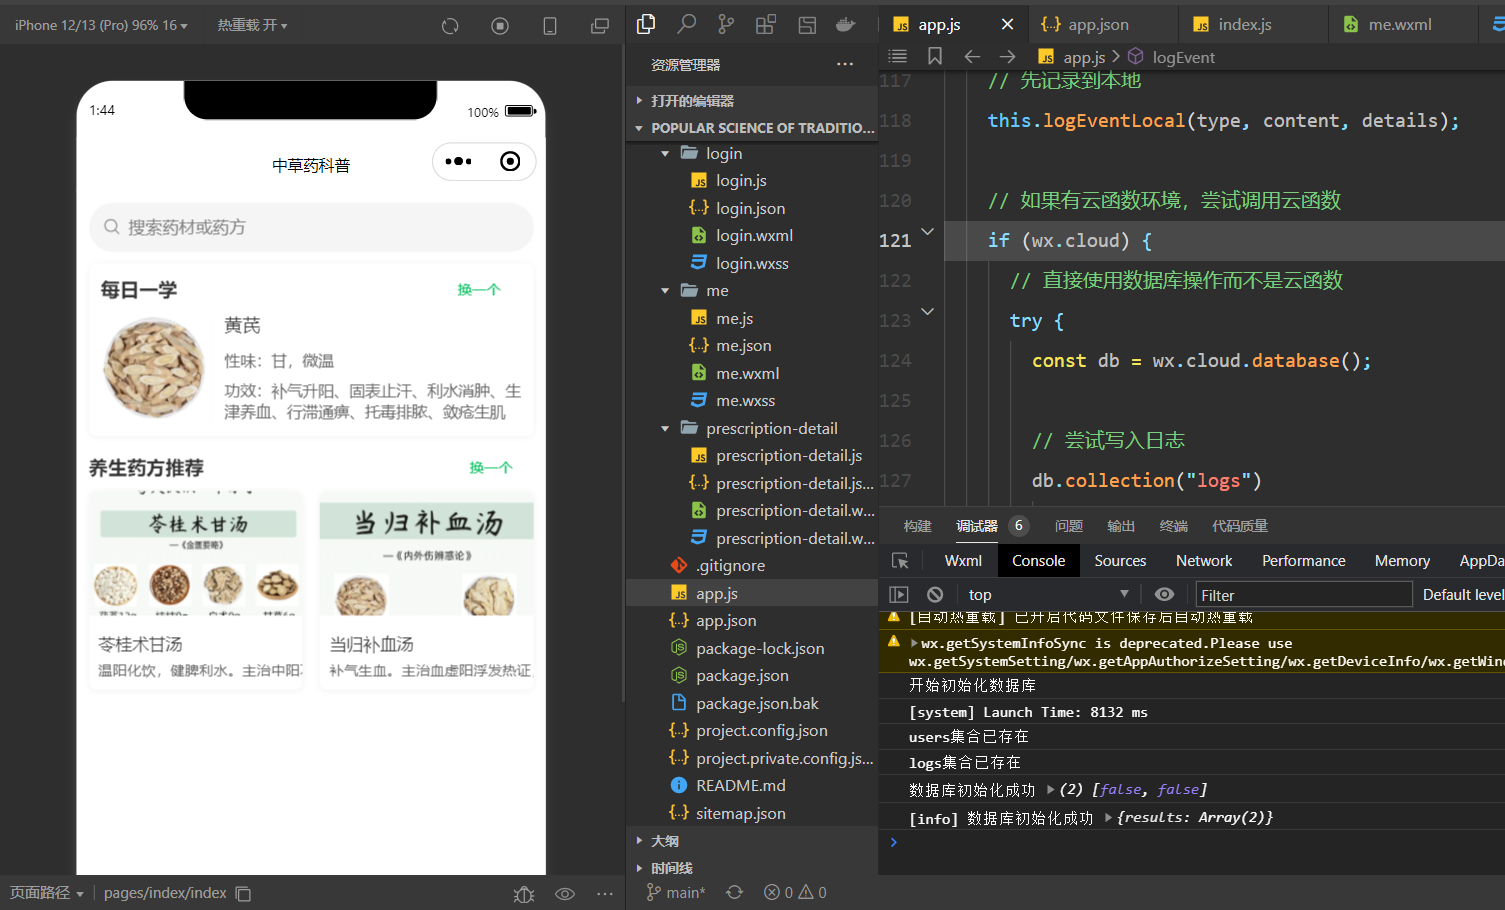 iPhone 12/13 (Pro) 96% 16
热重载 开
1:44
100%
中草药科普
搜索药材或药方
每日一学
换一个
黄芪
性味：甘，微温
功效：补气升阳、固表止汗、利水消肿、生
津养血、行滞通痹、托毒排脓、敛疮生肌
养生药方推荐
换一个
苓桂术甘汤
—《金匮要略》
苓桂术甘汤
温阳化饮，健脾利水。主治中阳不
当归补血汤
—《内外伤辨惑论》
当归补血汤
补气生血。主治血虚阳浮发热证
页面路径
pages/index/index
资源管理器
打开的编辑器
POPULAR SCIENCE OF TRADITIO...
login
login.js
login.json
login.wxml
login.wxss
me
me.js
me.json
me.wxml
me.wxss
prescription-detail
prescription-detail.js
prescription-detail.js...
prescription-detail.w...
prescription-detail.w...
.gitignore
app.js
app.json
package-lock.json
package.json
package.json.bak
project.config.json
project.private.config.js...
README.md
sitemap.json
大纲
时间线
main*
0
0
app.js
app.json
index.js
me.wxml
app.js > logEvent
117 // 先记录到本地
118 this.logEventLocal(type, content, details);
119
120 // 如果有云函数环境，尝试调用云函数
121 if (wx.cloud) {
122 // 直接使用数据库操作而不是云函数
123 try {
124 const db = wx.cloud.database();
125
126 // 尝试写入日志
127 db.collection("logs")
构建 调试器 6 问题 输出 终端 代码质量
Wxml Console Sources Network Performance Memory AppDa
top Filter Default level
[自动热重载] 已开启代码文件保存后自动热重载
wx.getSystemInfoSync is deprecated.Please use
wx.getSystemSetting/wx.getAppAuthorizeSetting/wx.getDeviceInfo/wx.getWind
开始初始化数据库
[system] Launch Time: 8132 ms
users集合已存在
logs集合已存在
数据库初始化成功 (2) [false, false]
[info] 数据库初始化成功 {results: Array(2)}